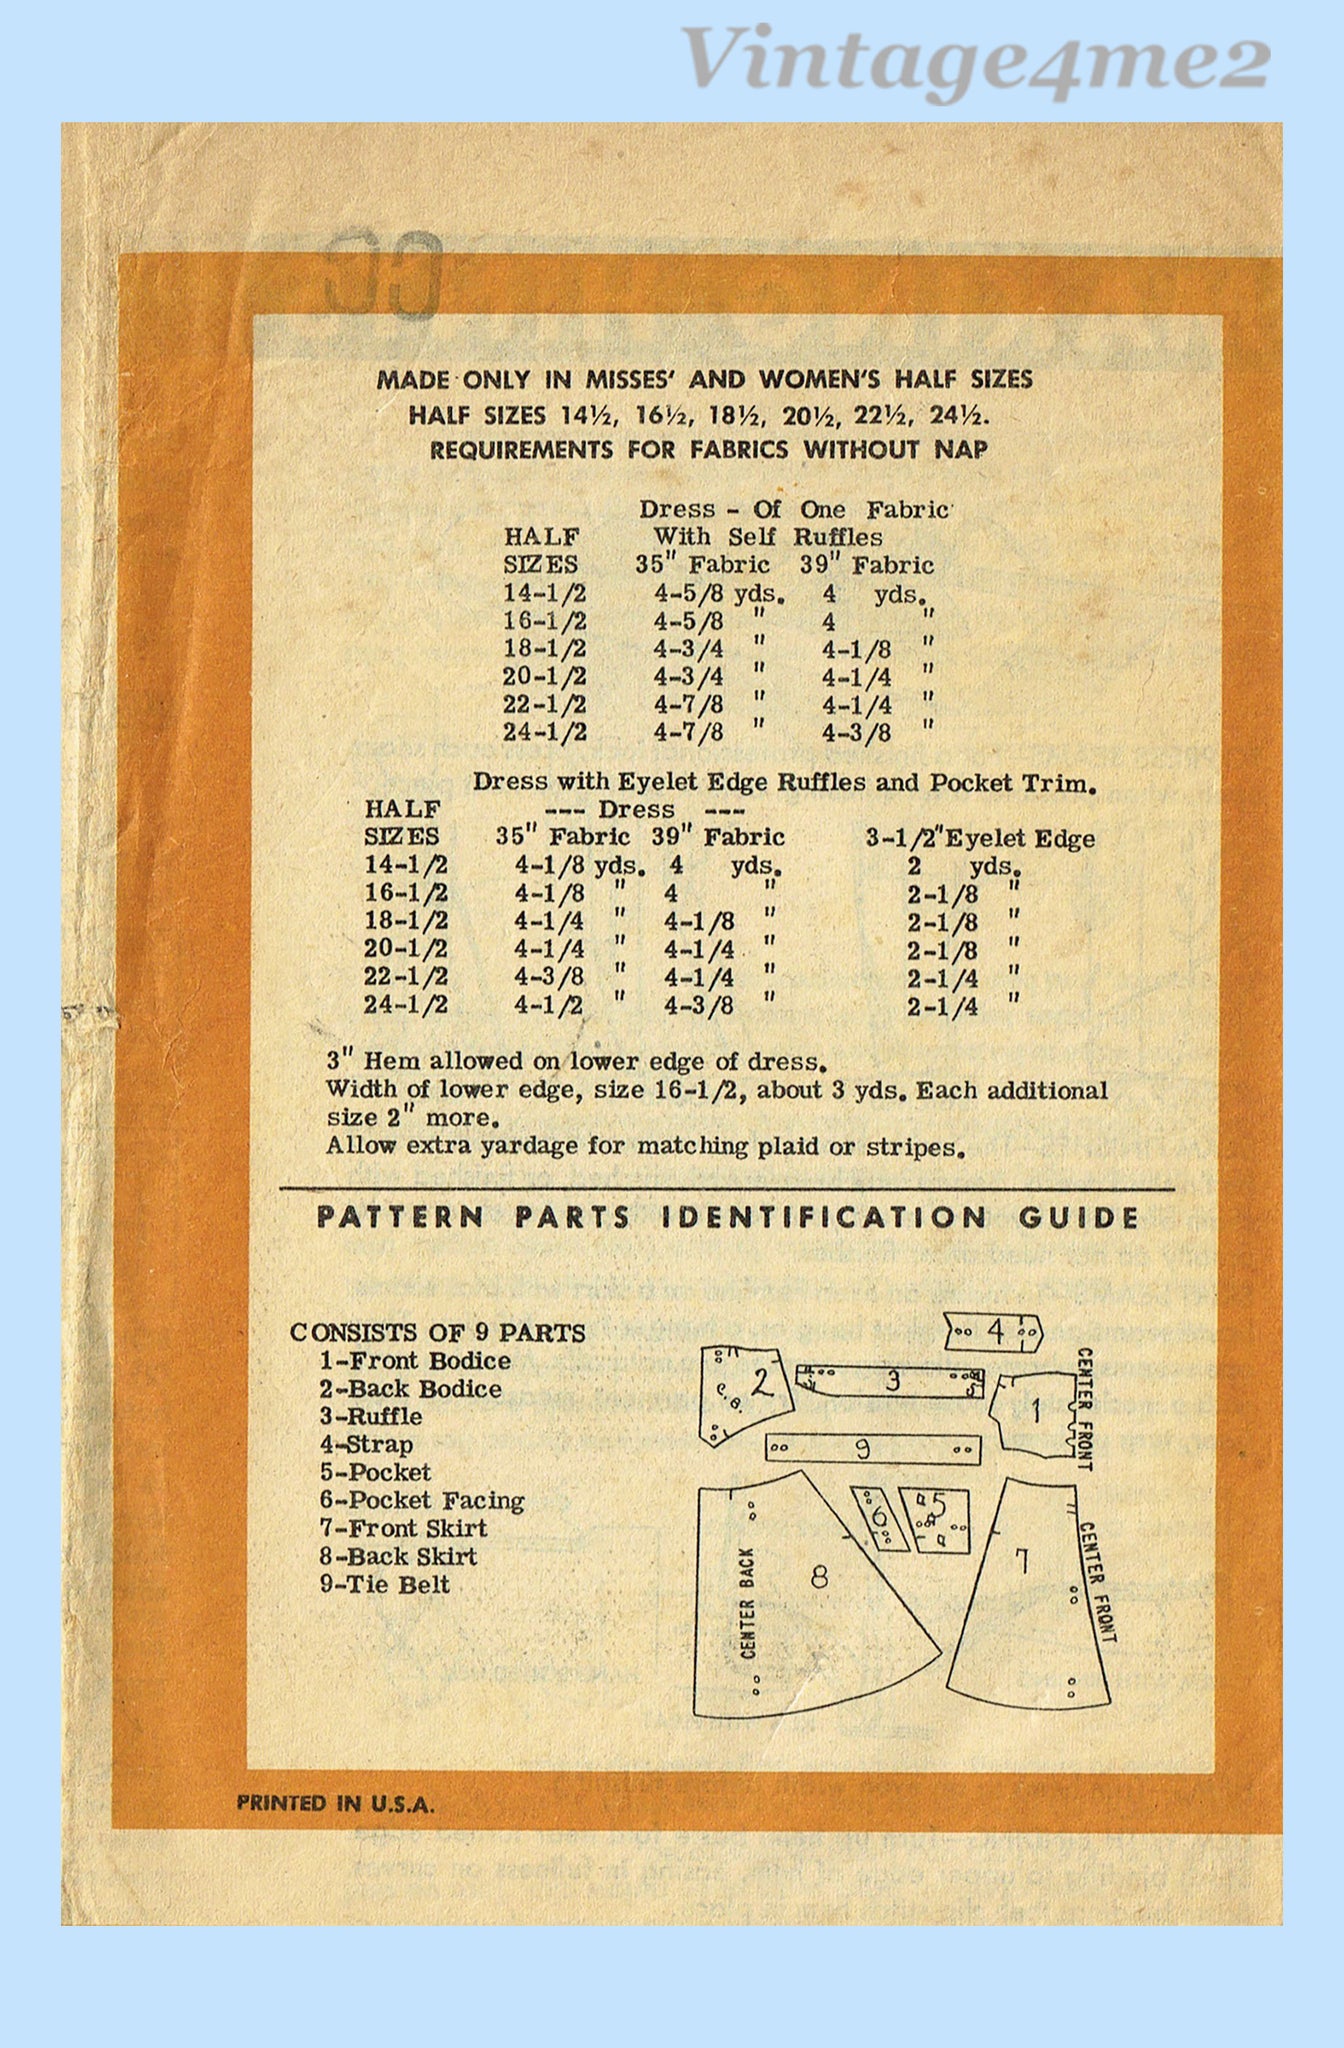 Vintage4me2
MADE ONLY IN MISSES' AND WOMEN'S HALF SIZES
HALF SIZES 14½, 16½, 18½, 20½, 22½, 24½.
REQUIREMENTS FOR FABRICS WITHOUT NAP
Dress - Of One Fabric
HALF With Self Ruffles
SIZES 35" Fabric 39" Fabric
14-1/2 4-5/8 yds. 4 yds.
16-1/2 4-5/8 " 4 "
18-1/2 4-3/4 " 4-1/8 "
20-1/2 4-3/4 " 4-1/4 "
22-1/2 4-7/8 " 4-1/4 "
24-1/2 4-7/8 " 4-3/8 "
Dress with Eyelet Edge Ruffles and Pocket Trim.
HALF --- Dress ---
SIZES 35" Fabric 39" Fabric 3-1/2"Eyelet Edge
14-1/2 4-1/8 yds. 4 yds. 2 yds.
16-1/2 4-1/8 " 4 " 2-1/8 "
18-1/2 4-1/4 " 4-1/8 " 2-1/8 "
20-1/2 4-1/4 " 4-1/4 " 2-1/8 "
22-1/2 4-3/8 " 4-1/4 " 2-1/4 "
24-1/2 4-1/2 " 4-3/8 " 2-1/4 "
3" Hem allowed on lower edge of dress.
Width of lower edge, size 16-1/2, about 3 yds. Each additional
size 2" more.
Allow extra yardage for matching plaid or stripes.
PATTERN PARTS IDENTIFICATION GUIDE
CONSISTS OF 9 PARTS
1-Front Bodice
2-Back Bodice
3-Ruffle
4-Strap
5-Pocket
6-Pocket Facing
7-Front Skirt
8-Back Skirt
9-Tie Belt
4
2
C.B.
3
1
CENTER FRONT
9
6
5
8
CENTER BACK
7
CENTER FRONT
PRINTED IN U.S.A.